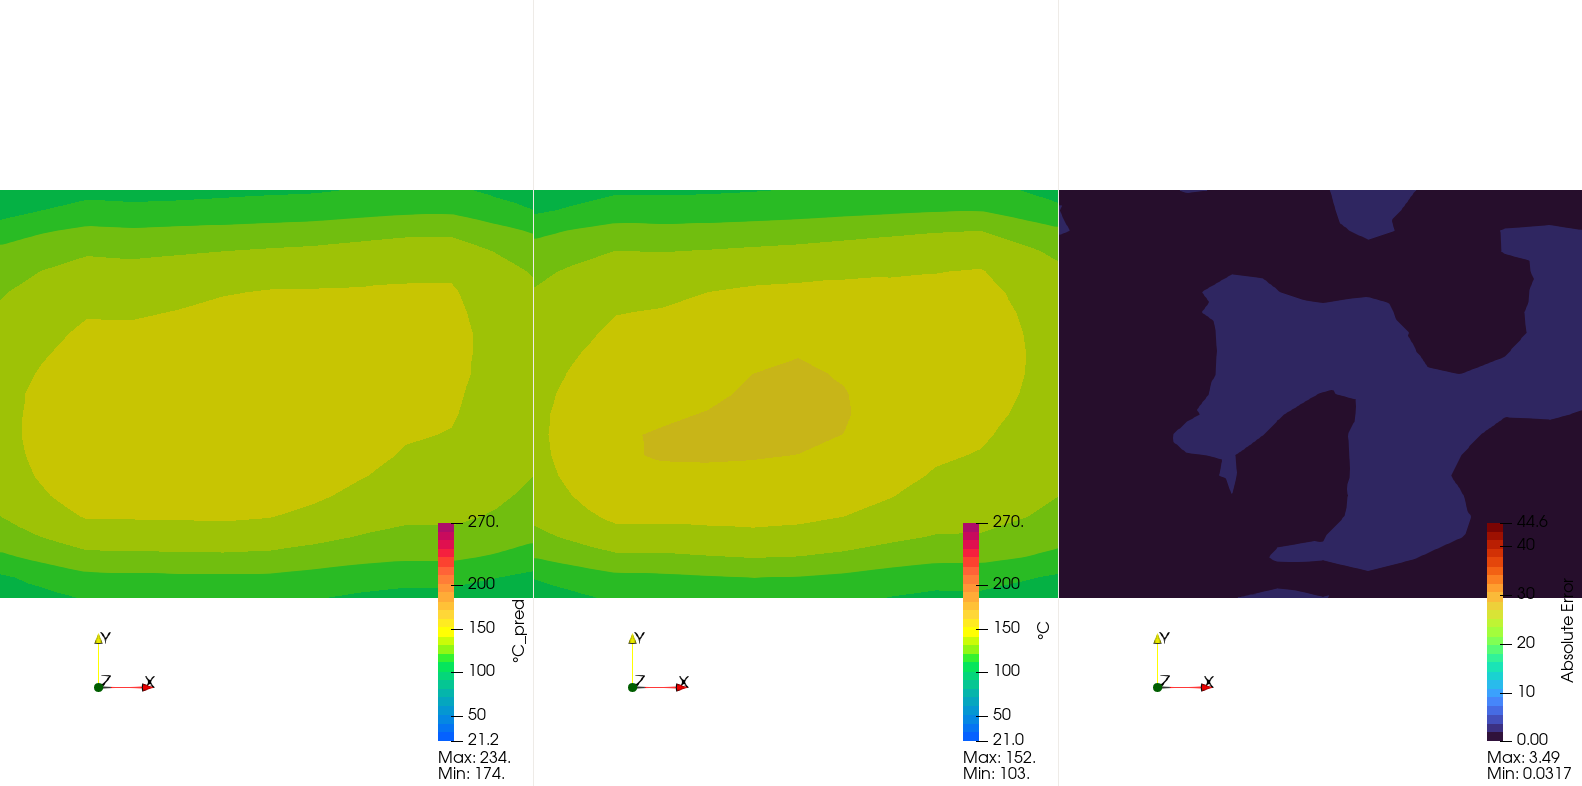 270.
200
150
100
50
21.2
°C_pred
Max: 234.
Min: 174.
Y
Z
X
270.
200
150
100
50
21.0
°C
Max: 152.
Min: 103.
Y
Z
X
44.6
40
30
20
10
0.00
Absolute Error
Max: 3.49
Min: 0.0317
Y
Z
X